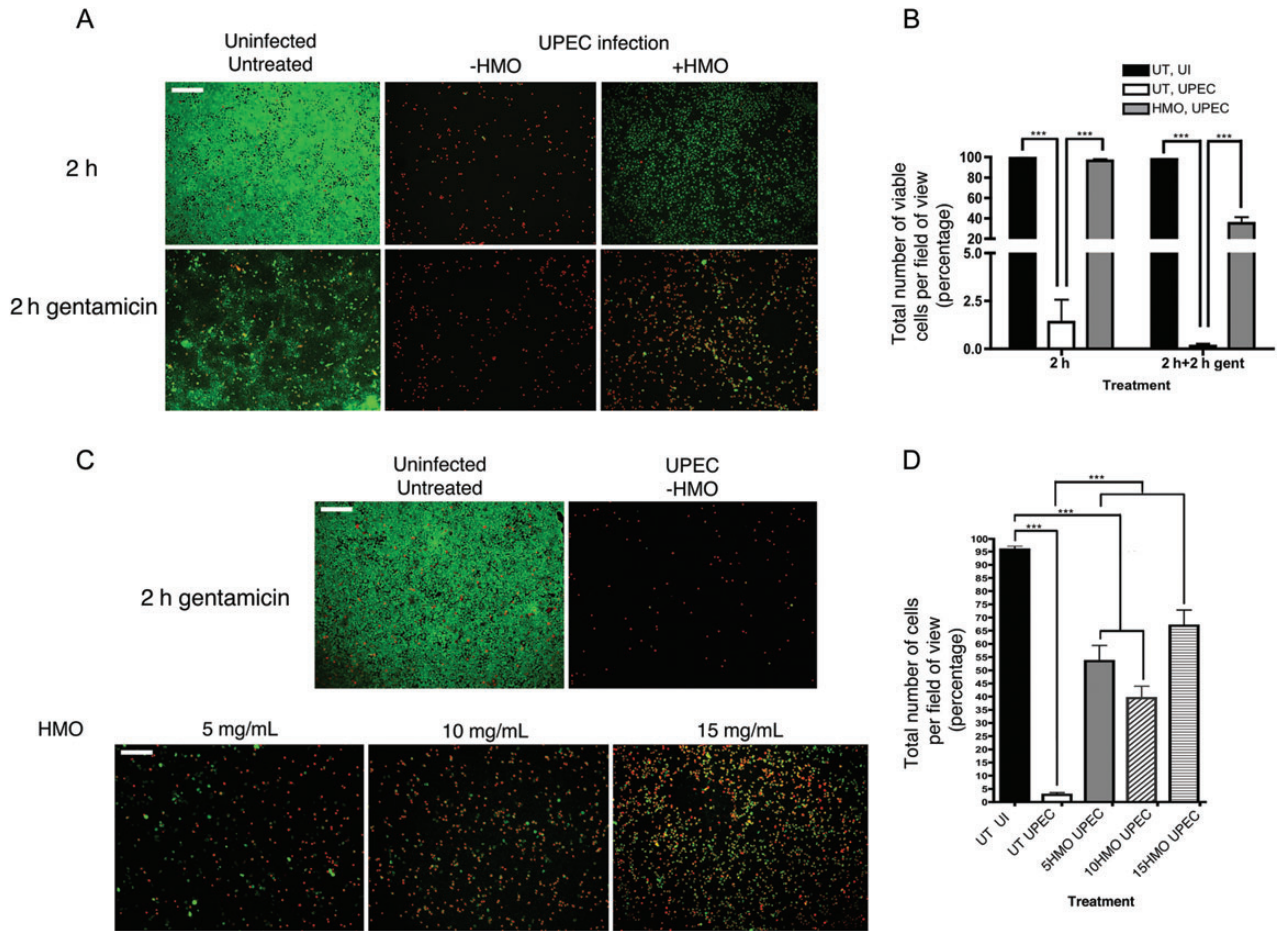 A
Uninfected
Untreated
UPEC infection
-HMO
+HMO
2 h
2 h gentamicin
B
UT, UI
UT, UPEC
HMO, UPEC
*** *** *** ***
100
80
60
40
20
5.0
2.5
0.0
Total number of viable
cells per field of view
(percentage)
2 h
2 h+2 h gent
Treatment
C
Uninfected
Untreated
UPEC
-HMO
2 h gentamicin
HMO
5 mg/mL
10 mg/mL
15 mg/mL
D
***
***
***
95
90
85
80
75
70
65
60
55
50
45
40
35
30
25
20
15
10
5
0
Total number of cells
per field of view
(percentage)
UT UI
UT UPEC
5HMO UPEC
10HMO UPEC
15HMO UPEC
Treatment